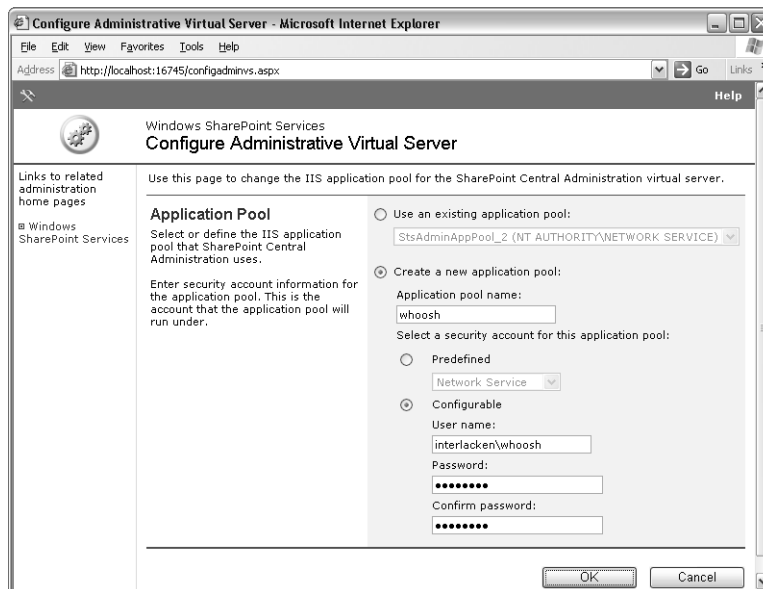 Configure Administrative Virtual Server - Microsoft Internet Explorer
File Edit View Favorites Tools Help
Address http://localhost:16745/configadminvs.aspx Go Links
Help
Windows SharePoint Services
Configure Administrative Virtual Server
Links to related
administration
home pages
Windows
SharePoint Services
Use this page to change the IIS application pool for the SharePoint Central Administration virtual server.
Application Pool
Select or define the IIS application
pool that SharePoint Central
Administration uses.
Enter security account information for
the application pool. This is the
account that the application pool will
run under.
Use an existing application pool:
StsAdminAppPool_2 (NT AUTHORITY\NETWORK SERVICE)
Create a new application pool:
Application pool name:
whoosh
Select a security account for this application pool:
Predefined
Network Service
Configurable
User name:
interlacken\whoosh
Password:
••••••••
Confirm password:
••••••••
OK Cancel